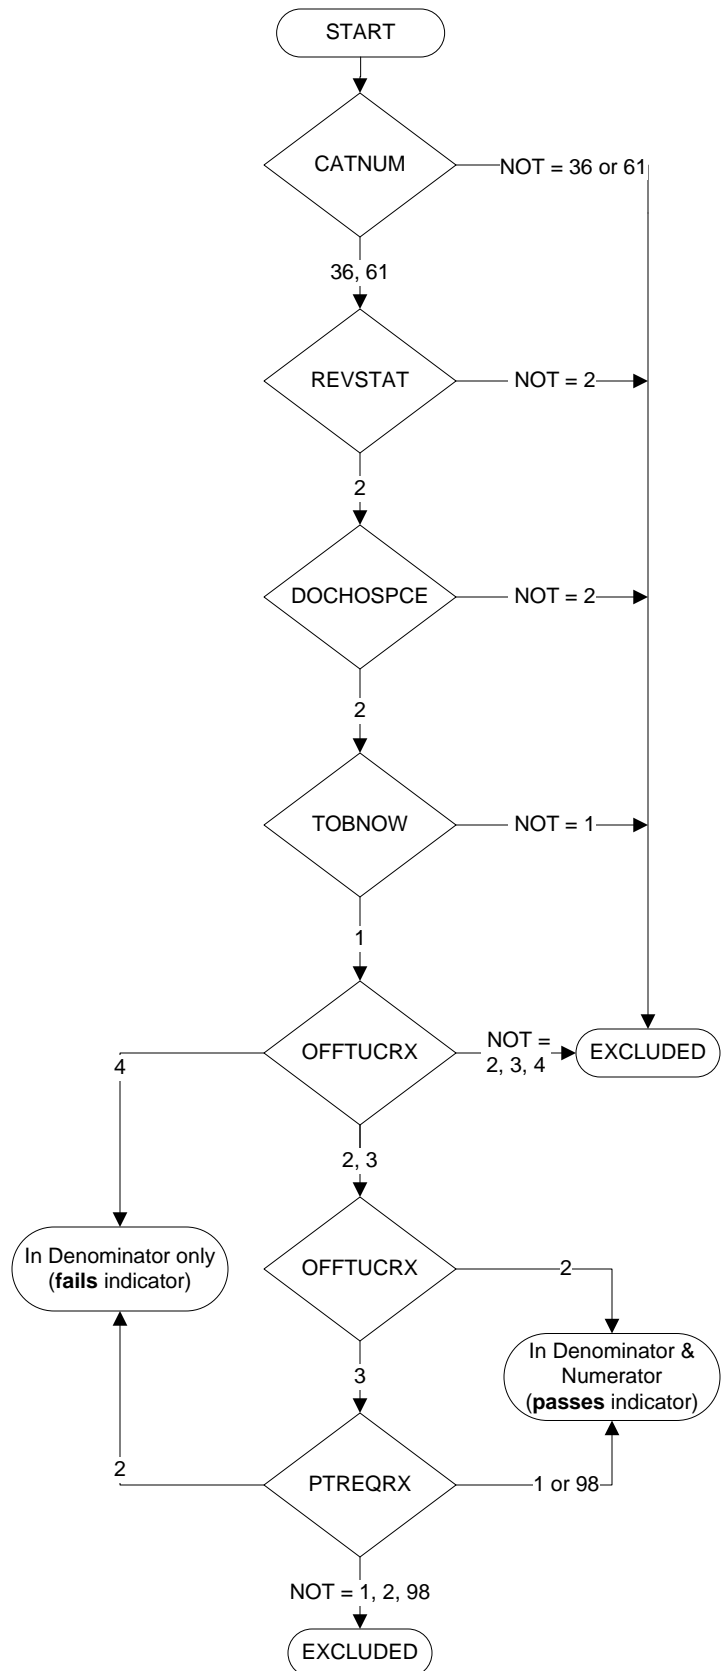 START
CATNUM
NOT = 36 or 61
36, 61
REVSTAT
NOT = 2
2
DOCHOSPCE
NOT = 2
2
TOBNOW
NOT = 1
1
OFFTUCRX
NOT =
2, 3, 4
EXCLUDED
4
2, 3
In Denominator only
(fails indicator)
OFFTUCRX
2
In Denominator &
Numerator
(passes indicator)
3
2
PTREQRX
1 or 98
NOT = 1, 2, 98
EXCLUDED